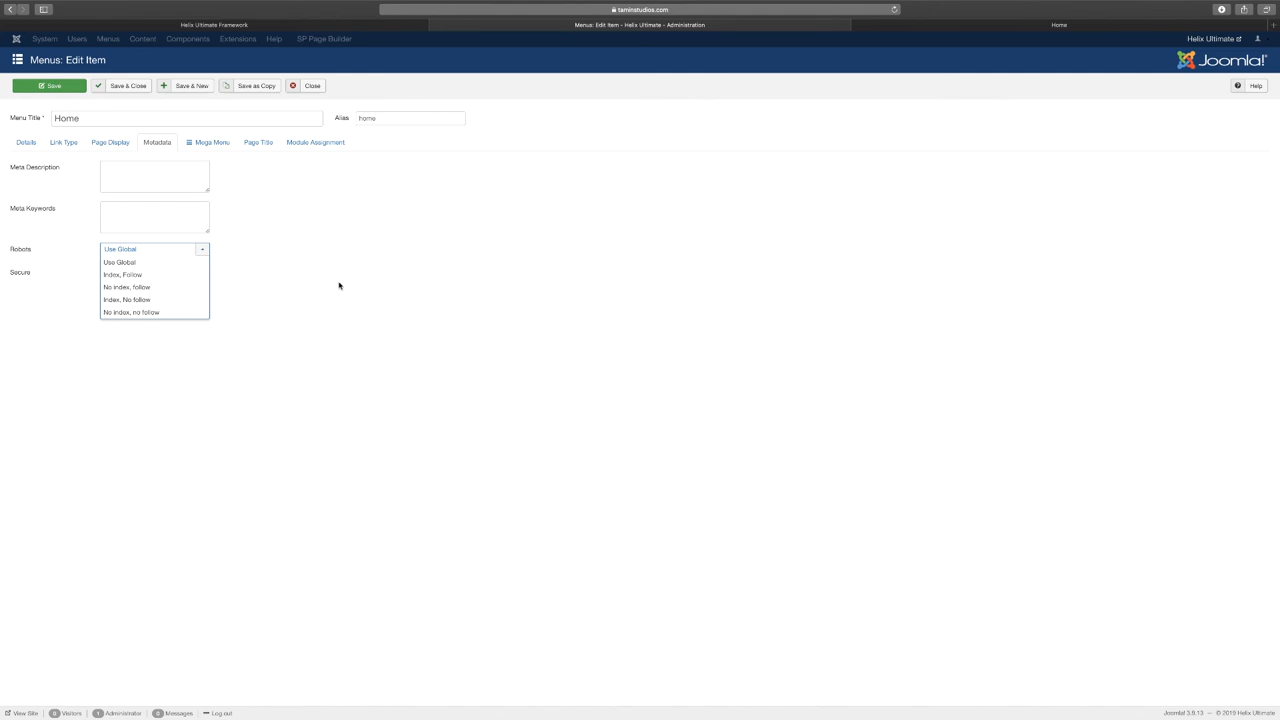 taminstudios.com
Helix Ultimate Framework
Menus: Edit Item - Helix Ultimate - Administration
Home
System Users Menus Content Components Extensions Help SP Page Builder
Helix Ultimate
Menus: Edit Item
Joomla!®
Save
Save & Close
Save & New
Save as Copy
Close
Help
Menu Title *
Home
Alias
home
Details Link Type Page Display Metadata Mega Menu Page Title Module Assignment
Meta Description
Meta Keywords
Robots
Use Global
Use Global
Index, Follow
No index, follow
Index, No follow
No index, no follow
Secure
View Site 0 Visitors 1 Administrator 0 Messages Log out
Joomla! 3.9.13 — © 2019 Helix Ultimate